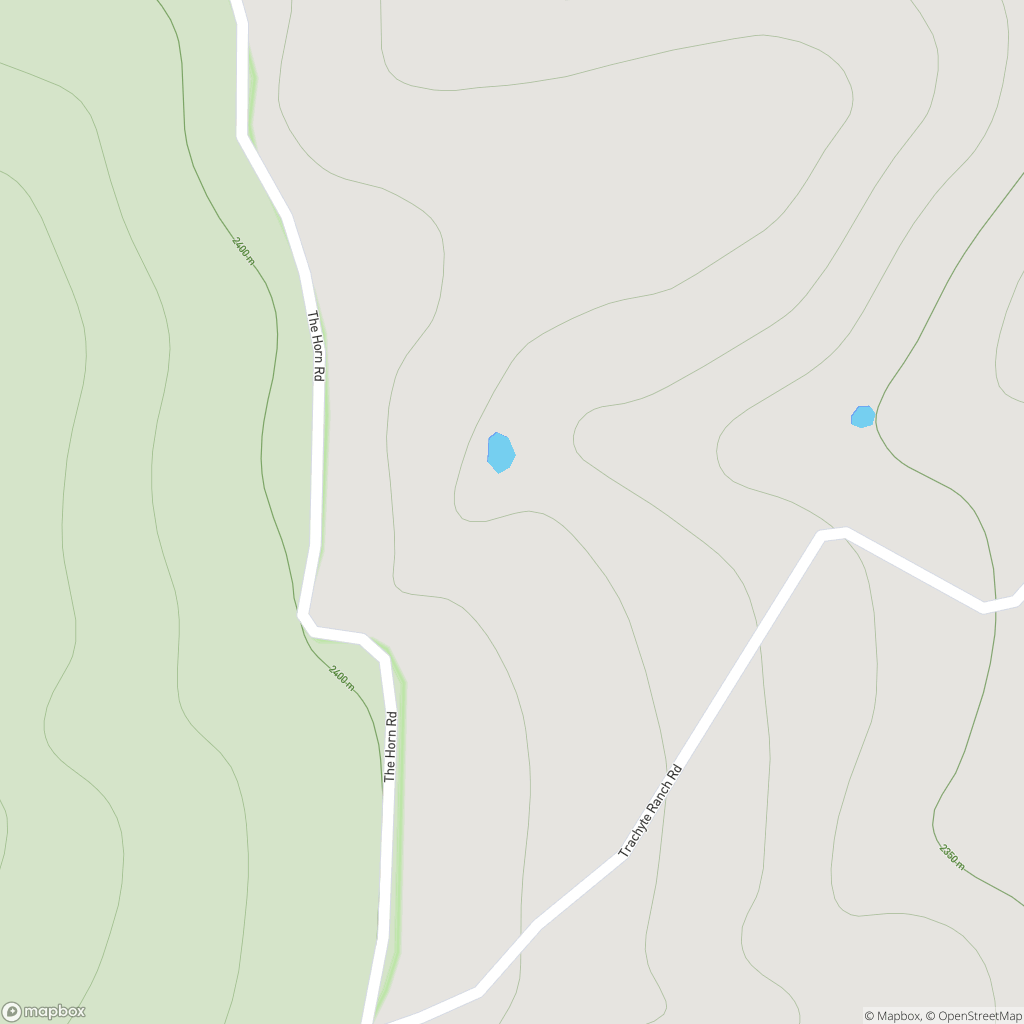 2400 m
The Horn Rd
2400 m
The Horn Rd
Trachyte Ranch Rd
2350 m
mapbox
© Mapbox, © OpenStreetMap